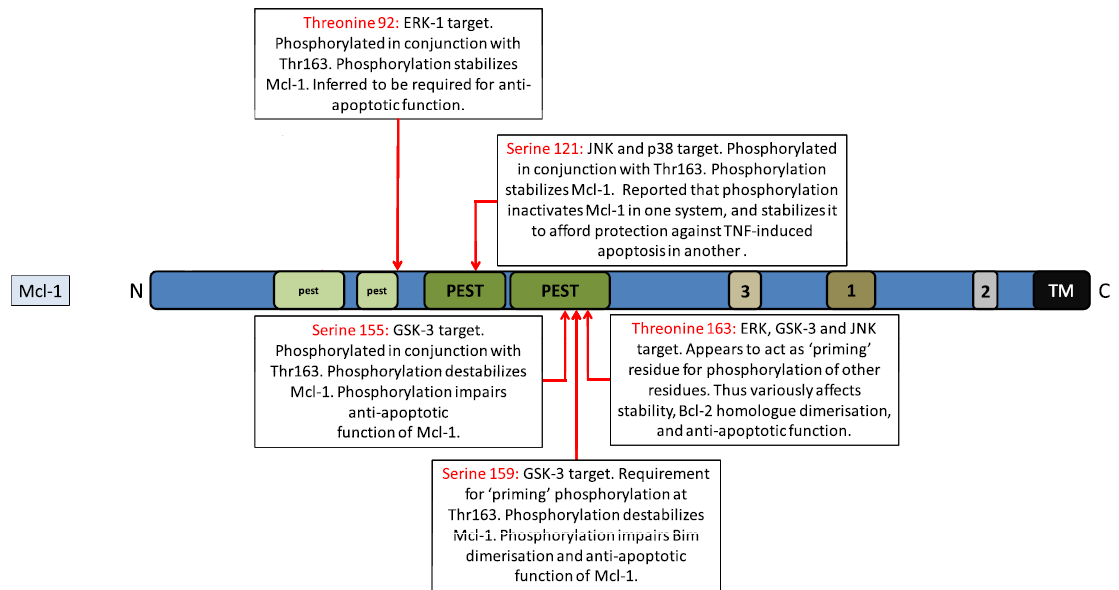 Threonine 92: ERK-1 target.
Phosphorylated in conjunction with
Thr163. Phosphorylation stabilizes
Mcl-1. Inferred to be required for anti-
apoptotic function.
Serine 121: JNK and p38 target. Phosphorylated
in conjunction with Thr163. Phosphorylation
stabilizes Mcl-1. Reported that phosphorylation
inactivates Mcl-1 in one system, and stabilizes it
to afford protection against TNF-induced
apoptosis in another .
Mcl-1
N
pest
pest
PEST
PEST
3
1
2
TM
C
Serine 155: GSK-3 target.
Phosphorylated in conjunction with
Thr163. Phosphorylation destabilizes
Mcl-1. Phosphorylation impairs
anti-apoptotic
function of Mcl-1.
Threonine 163: ERK, GSK-3 and JNK
target. Appears to act as ‘priming’
residue for phosphorylation of other
residues. Thus variously affects
stability, Bcl-2 homologue dimerisation,
and anti-apoptotic function.
Serine 159: GSK-3 target. Requirement
for ‘priming’ phosphorylation at
Thr163. Phosphorylation destabilizes
Mcl-1. Phosphorylation impairs Bim
dimerisation and anti-apoptotic
function of Mcl-1.